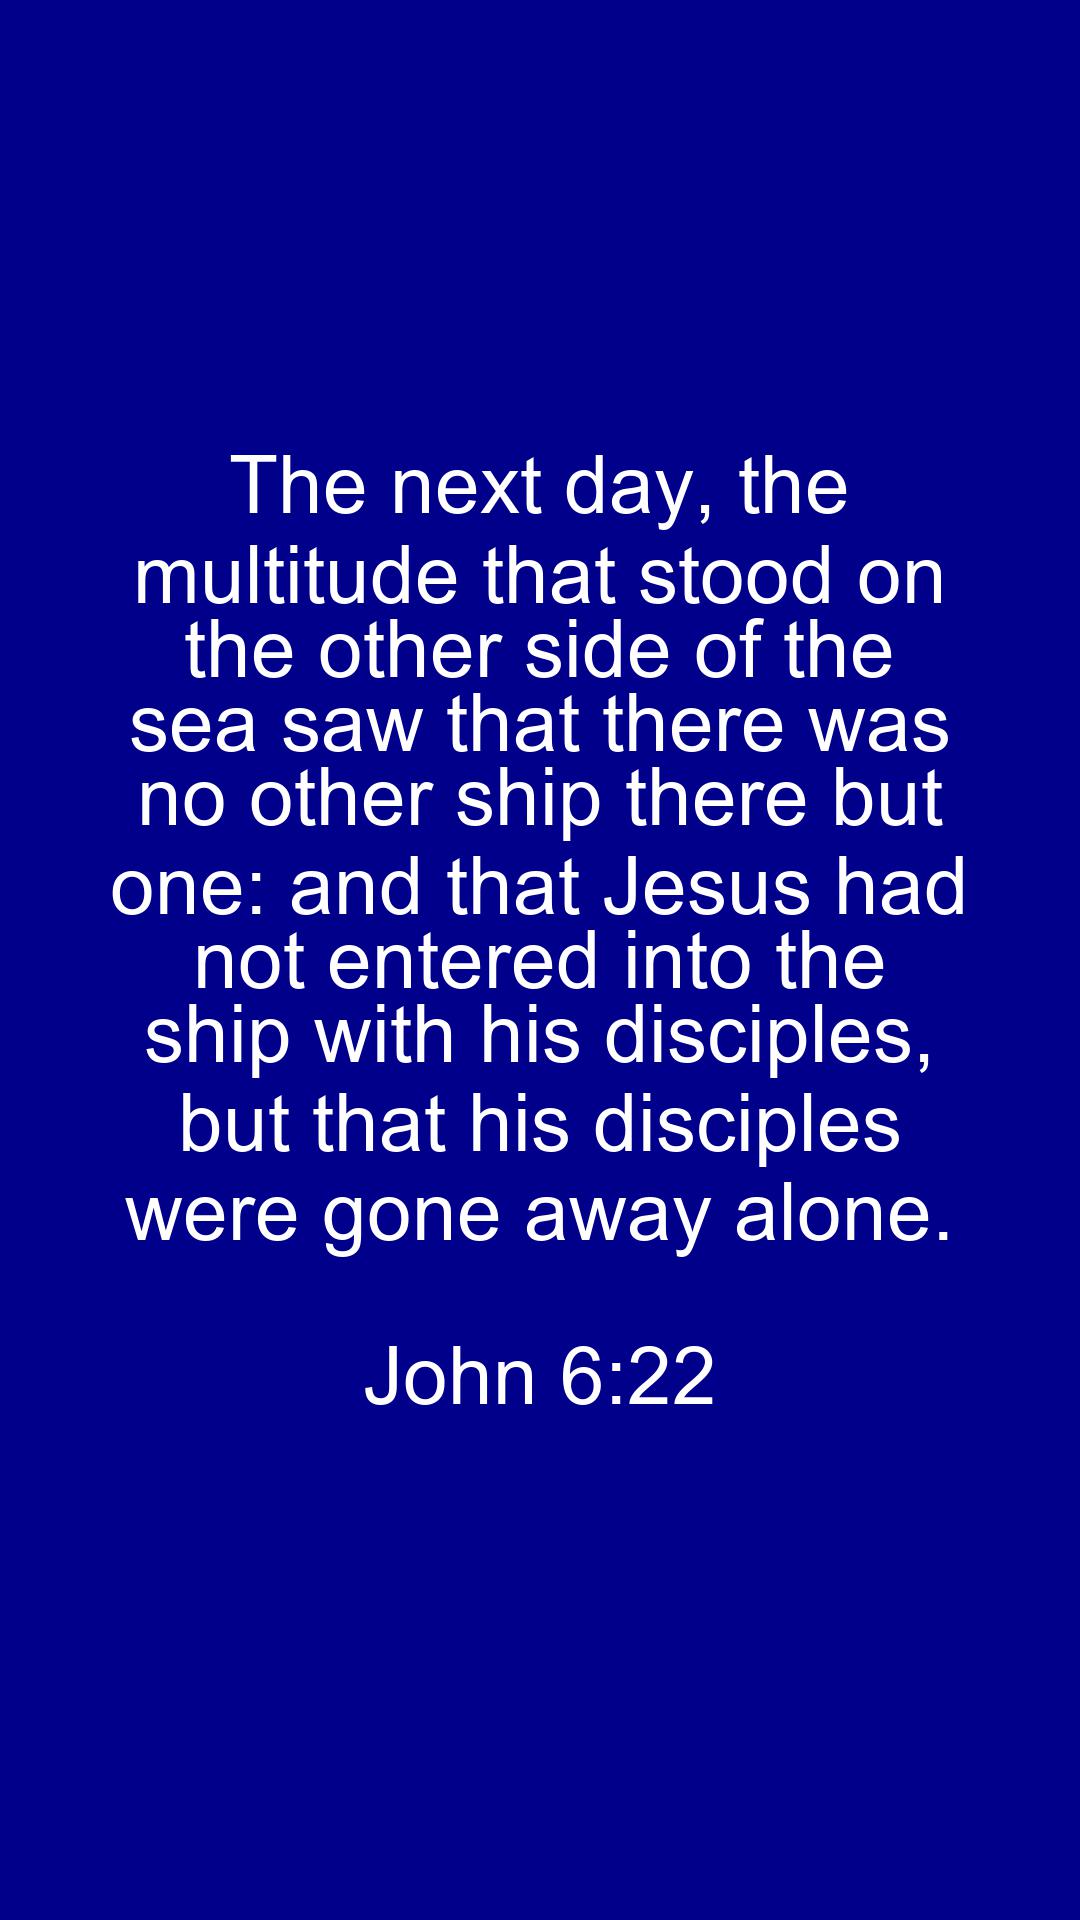 The next day, the
multitude that stood on
the other side of the
sea saw that there was
no other ship there but
one: and that Jesus had
not entered into the
ship with his disciples,
but that his disciples
were gone away alone.
John 6:22